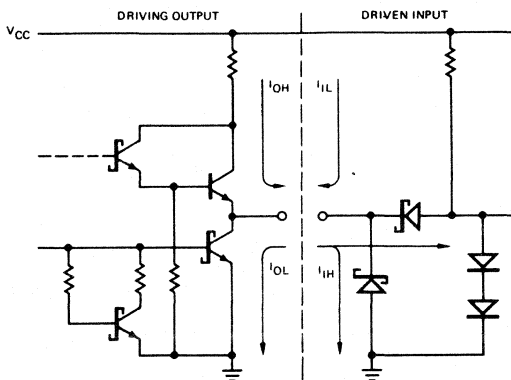 DRIVING OUTPUT
DRIVEN INPUT
VCC
IOH
IIL
IOL
IIH